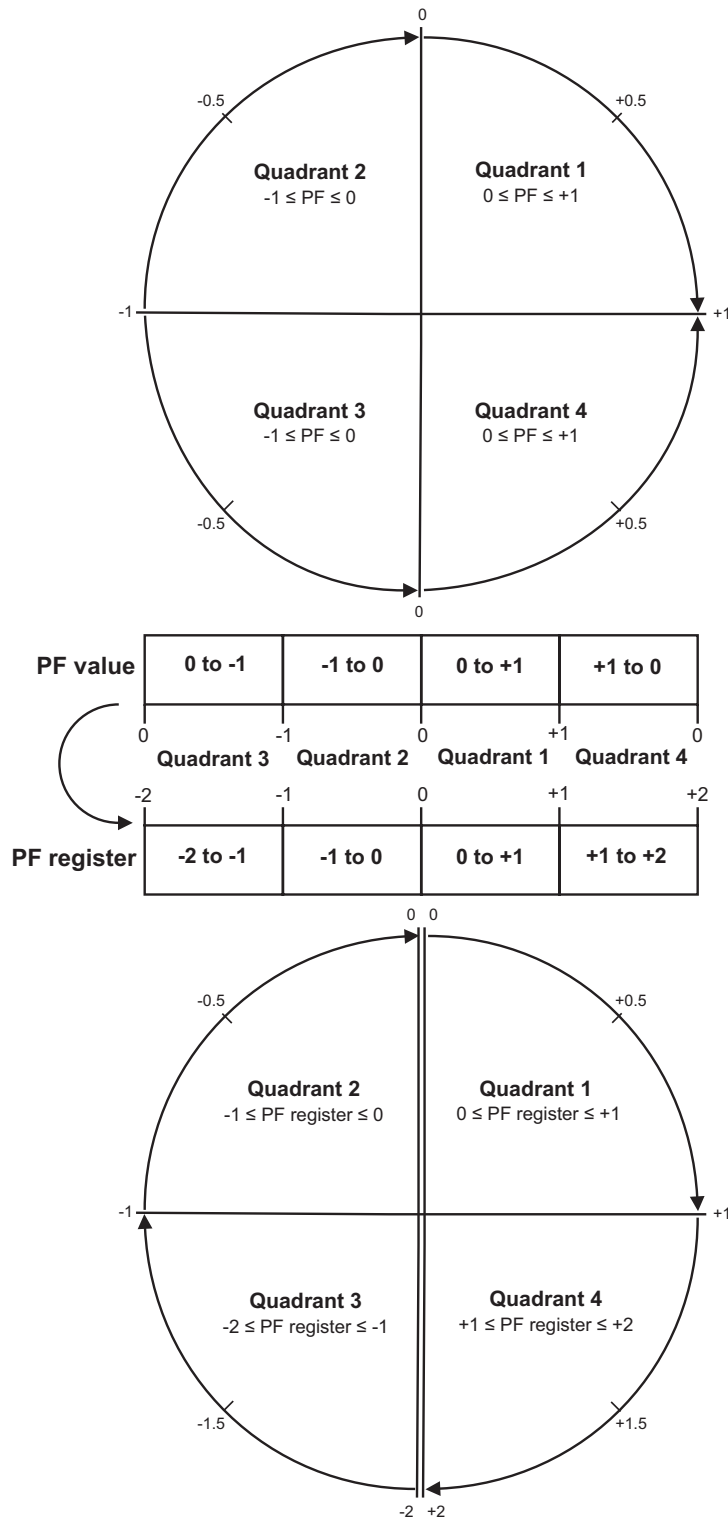 0
-0.5 +0.5
Quadrant 2 Quadrant 1
-1 ≤ PF ≤ 0 0 ≤ PF ≤ +1
-1 +1
Quadrant 3 Quadrant 4
-1 ≤ PF ≤ 0 0 ≤ PF ≤ +1
-0.5 +0.5
0
PF value 0 to -1 -1 to 0 0 to +1 +1 to 0
0 -1 0 +1 0
Quadrant 3 Quadrant 2 Quadrant 1 Quadrant 4
-2 -1 0 +1 +2
PF register -2 to -1 -1 to 0 0 to +1 +1 to +2
0 0
-0.5 +0.5
Quadrant 2 Quadrant 1
-1 ≤ PF register ≤ 0 0 ≤ PF register ≤ +1
-1 +1
Quadrant 3 Quadrant 4
-2 ≤ PF register ≤ -1 +1 ≤ PF register ≤ +2
-1.5 +1.5
-2 +2